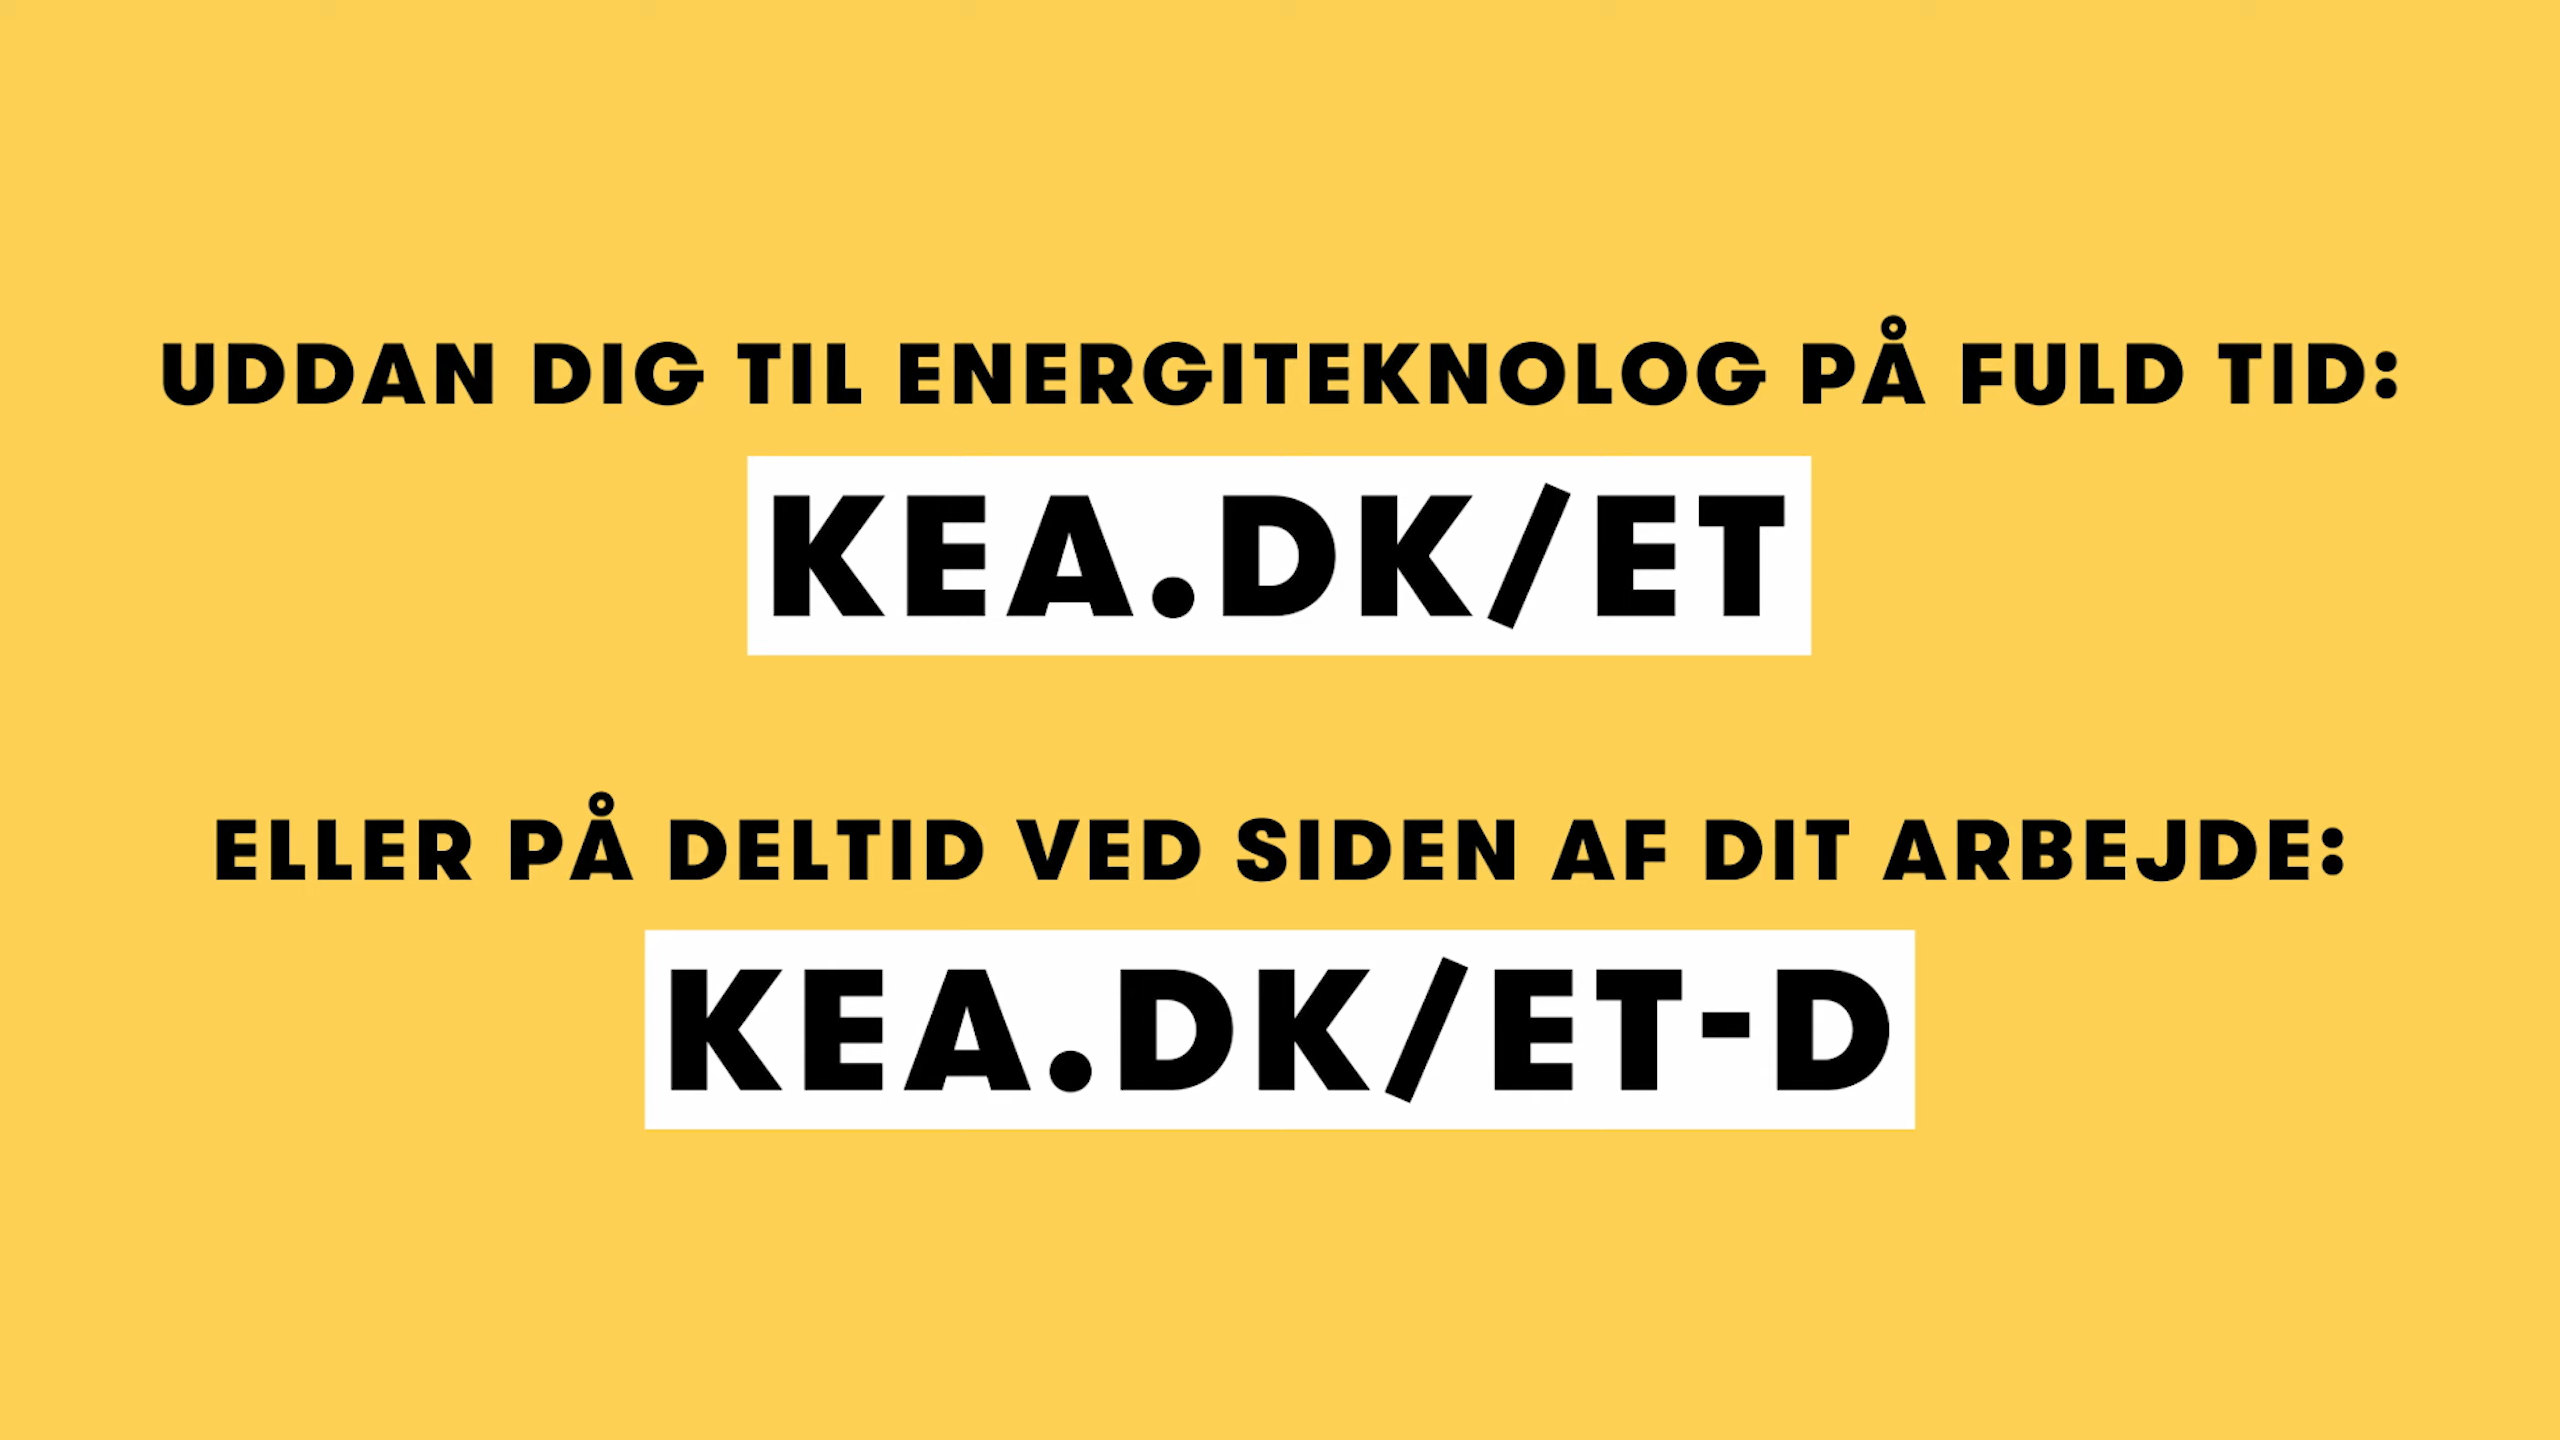 UDDAN DIG TIL ENERGITEKNOLOG PÅ FULD TID:
KEA.DK/ET
ELLER PÅ DELTID VED SIDEN AF DIT ARBEJDE:
KEA.DK/ET-D